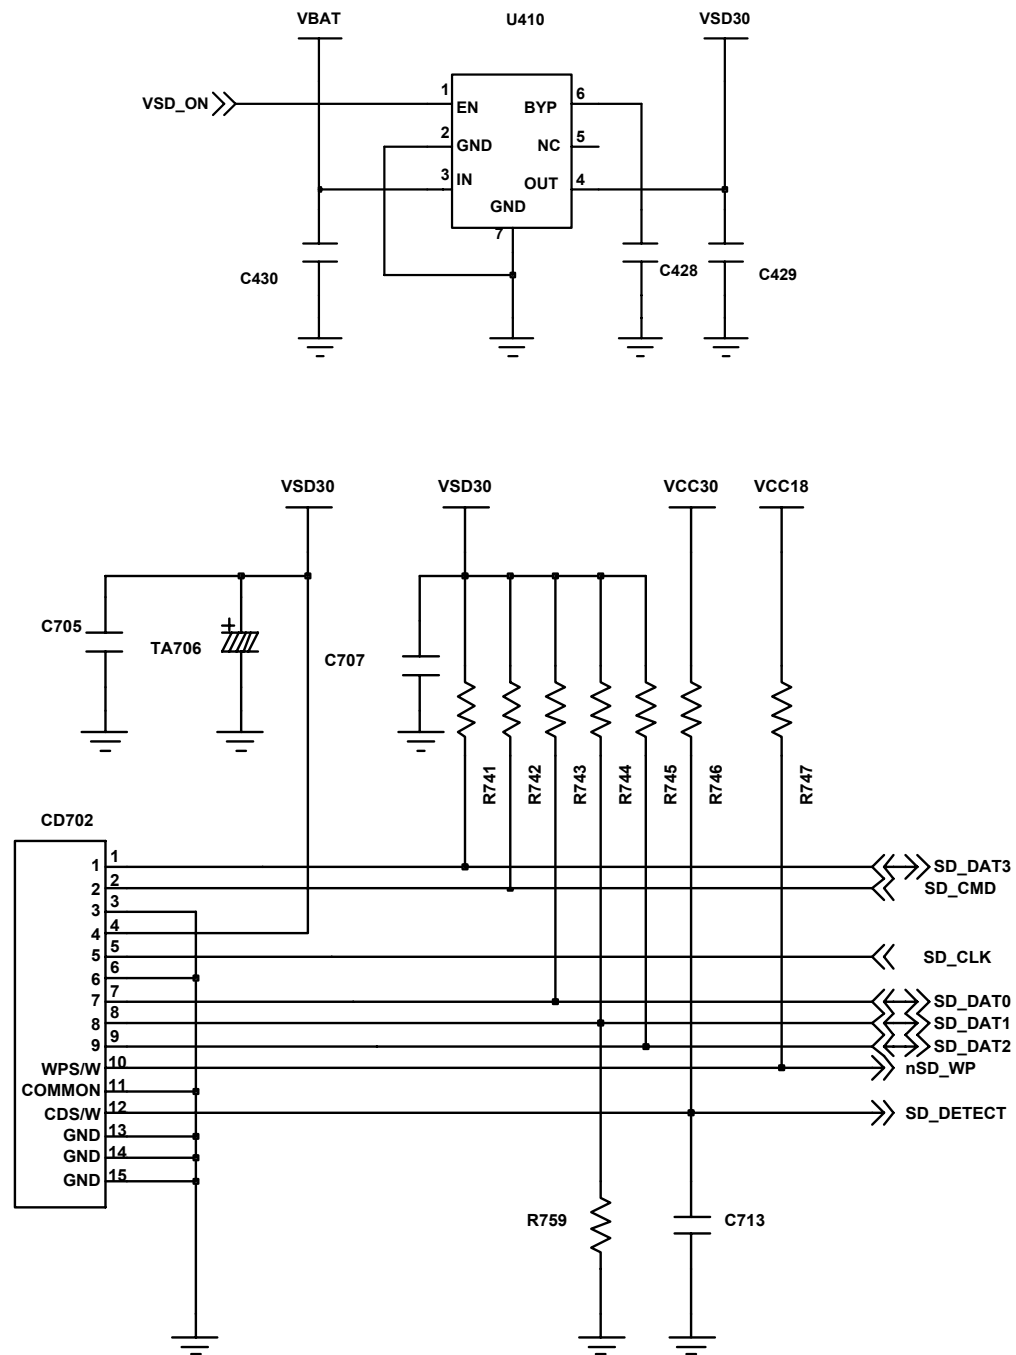 VBAT U410 VSD30
VSD_ON 1 EN BYP 6
2 GND NC 5
3 IN OUT 4
GND
7
C430 C428 C429
VSD30 VSD30 VCC30 VCC18
C705 + TA706 C707
R741 R742 R743 R744 R745 R746 R747
CD702
1 1 SD_DAT3
2 2 SD_CMD
3 3
4 4
5 5 SD_CLK
6 6
7 7 SD_DAT0
8 8 SD_DAT1
9 9 SD_DAT2
WPS/W 10 nSD_WP
COMMON 11
CDS/W 12 SD_DETECT
GND 13
GND 14
GND 15
R759 C713